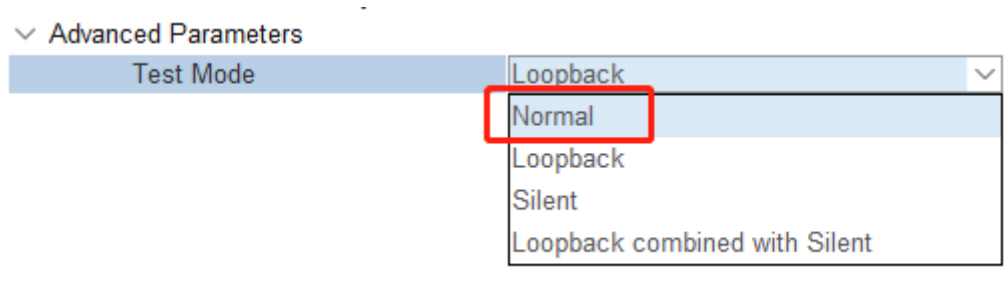 Advanced Parameters
Test Mode Loopback
Normal
Loopback
Silent
Loopback combined with Silent